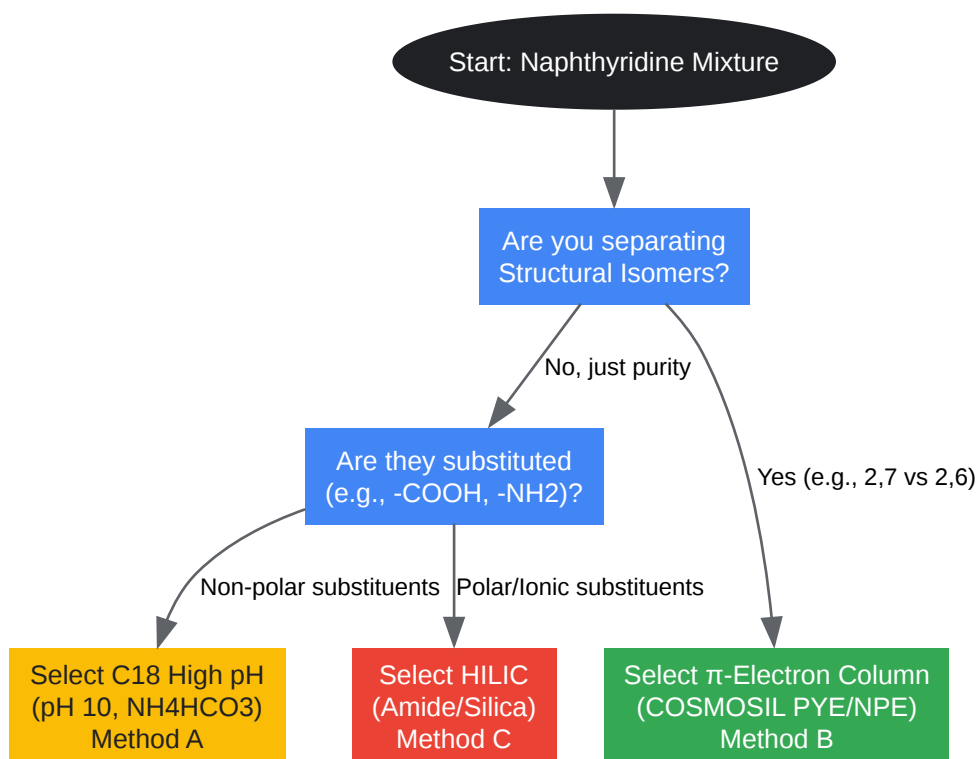 Start: Naphthyridine Mixture
Are you separating
Structural Isomers?
No, just purity
Yes (e.g., 2,7 vs 2,6)
Are they substituted
(e.g., -COOH, -NH2)?
Non-polar substituents
Polar/Ionic substituents
Select C18 High pH
(pH 10, NH4HCO3)
Method A
Select HILIC
(Amide/Silica)
Method C
Select π-Electron Column
(COSMOSIL PYE/NPE)
Method B